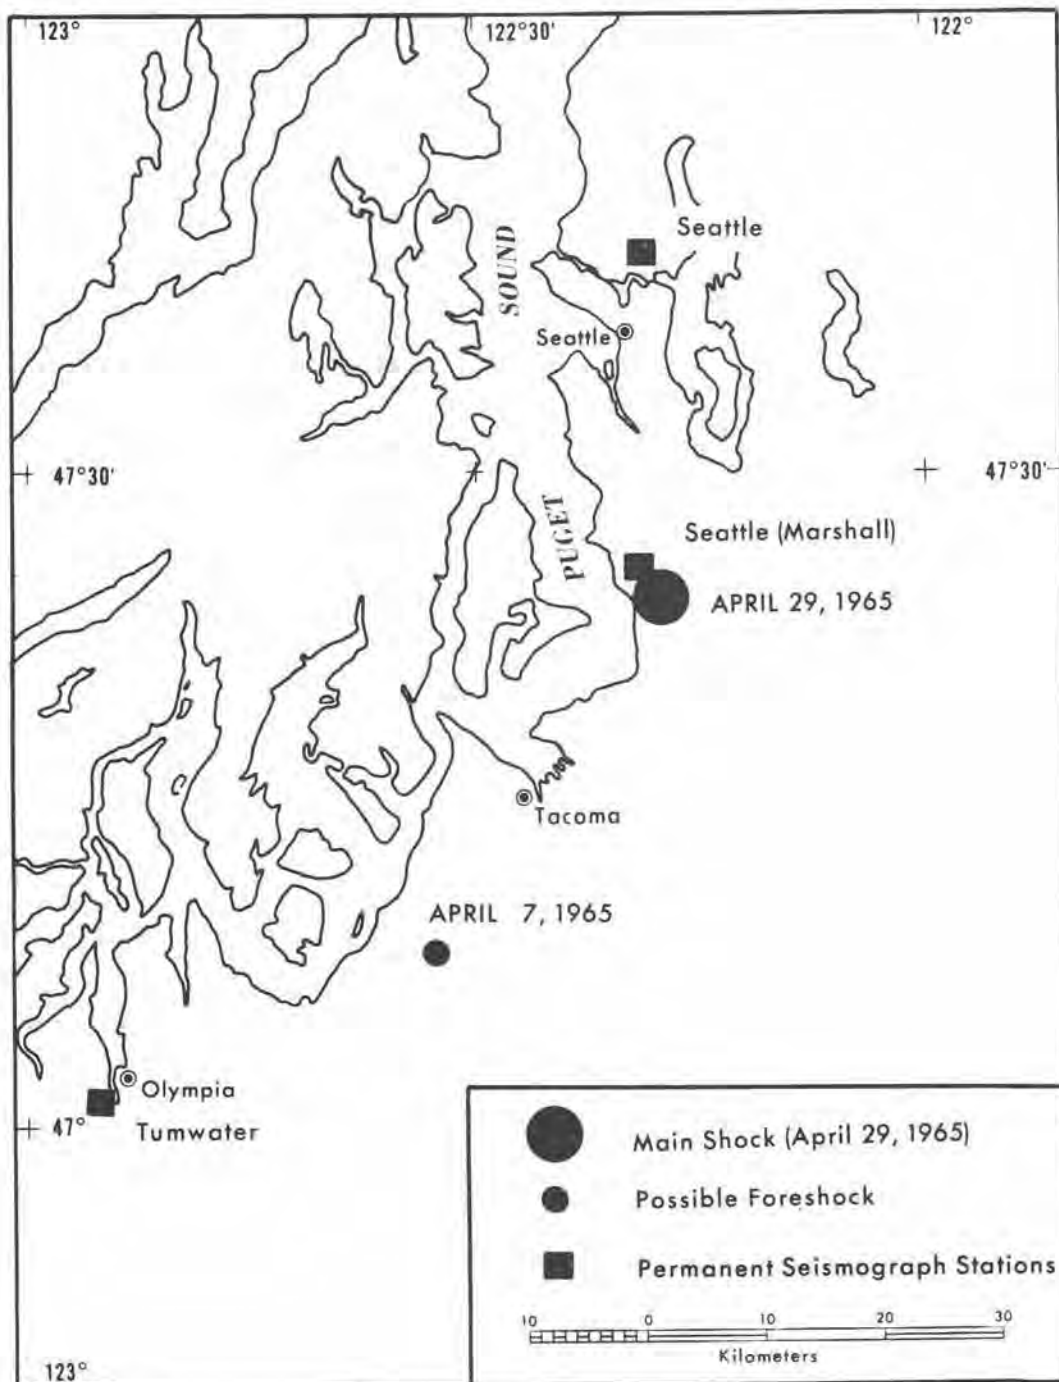 123°
122°30'
122°
Seattle
SOUND
Seattle
47°30'
47°30'
PUGET
Seattle (Marshall)
APRIL 29, 1965
Tacoma
APRIL 7, 1965
Olympia
Tumwater
47°
Main Shock (April 29, 1965)
Possible Foreshock
Permanent Seismograph Stations
10 0 10 20 30
Kilometers
123°